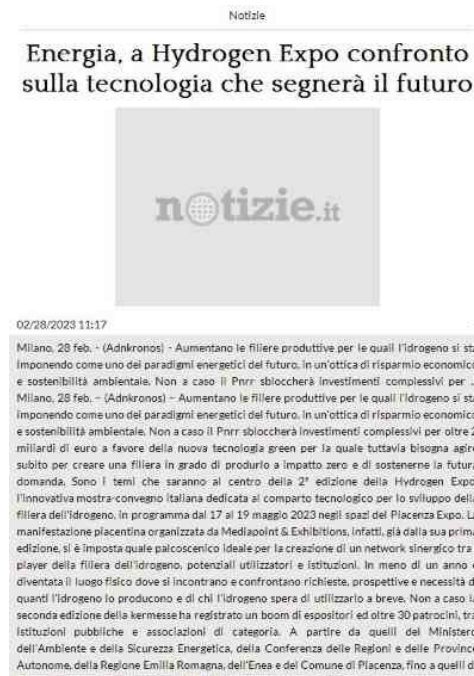 Notizie
Energia, a Hydrogen Expo confronto
sulla tecnologia che segnerà il futuro
notizie.it
02/28/2023 11:17
Milano, 28 feb. - (Adnkronos) - Aumentano le filiere produttive per le quali l'idrogeno si sta
imponendo come uno dei paradigmi energetici del futuro, in un'ottica di risparmio economico
e sostenibilità ambientale. Non a caso il Pnrr sbloccherà investimenti complessivi per ..
Milano, 28 feb. – (Adnkronos) – Aumentano le filiere produttive per le quali l'idrogeno si sta
imponendo come uno dei paradigmi energetici del futuro, in un'ottica di risparmio economico
e sostenibilità ambientale. Non a caso il Pnrr sbloccherà investimenti complessivi per oltre 2
miliardi di euro a favore della nuova tecnologia green per la quale tuttavia bisogna agire
subito per creare una filiera in grado di produrlo a impatto zero e di sostenerne la futura
domanda. Sono i temi che saranno al centro della 2ª edizione della Hydrogen Expo,
l'innovativa mostra-convegno italiana dedicata al comparto tecnologico per lo sviluppo della
filiera dell'idrogeno, in programma dal 17 al 19 maggio 2023 negli spazi del Piacenza Expo. La
manifestazione piacentina organizzata da Mediapoint & Exhibitions, infatti, già dalla sua prima
edizione, si è imposta quale palcoscenico ideale per la creazione di un network sinergico tra i
player della filiera dell'idrogeno, potenziali utilizzatori e istituzioni. In meno di un anno è
diventata il luogo fisico dove si incontrano e confrontano richieste, prospettive e necessità di
quanti l'idrogeno lo producono e di chi l'idrogeno spera di utilizzarlo a breve. Non a caso la
seconda edizione della kermesse ha registrato un boom di espositori ed oltre 30 patrocini, tra
istituzioni pubbliche e associazioni di categoria. A partire da quelli del Ministero
dell'Ambiente e della Sicurezza Energetica, della Conferenza delle Regioni e delle Province
Autonome, della Regione Emilia Romagna, dell'Enea e del Comune di Piacenza, fino a quelli di